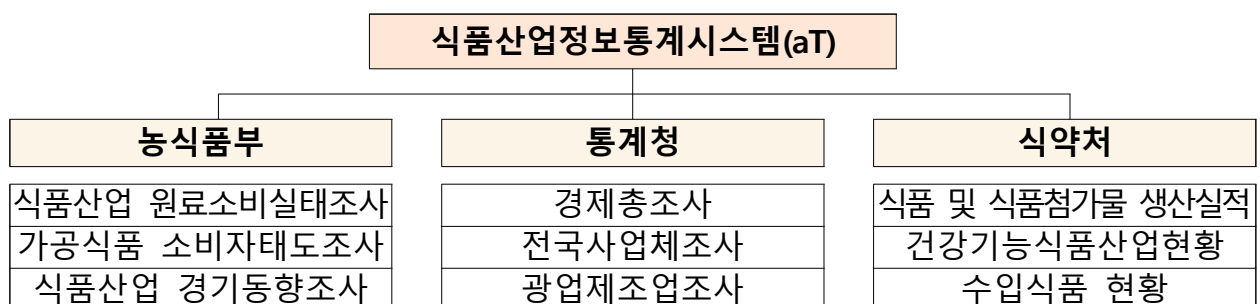 식품산업정보통계시스템(aT)
농식품부 통계청 식약처
식품산업 원료소비실태조사 경제총조사 식품 및 식품첨가물 생산실적
가공식품 소비자태도조사 전국사업체조사 건강기능식품산업현황
식품산업 경기동향조사 광업제조업조사 수입식품 현황